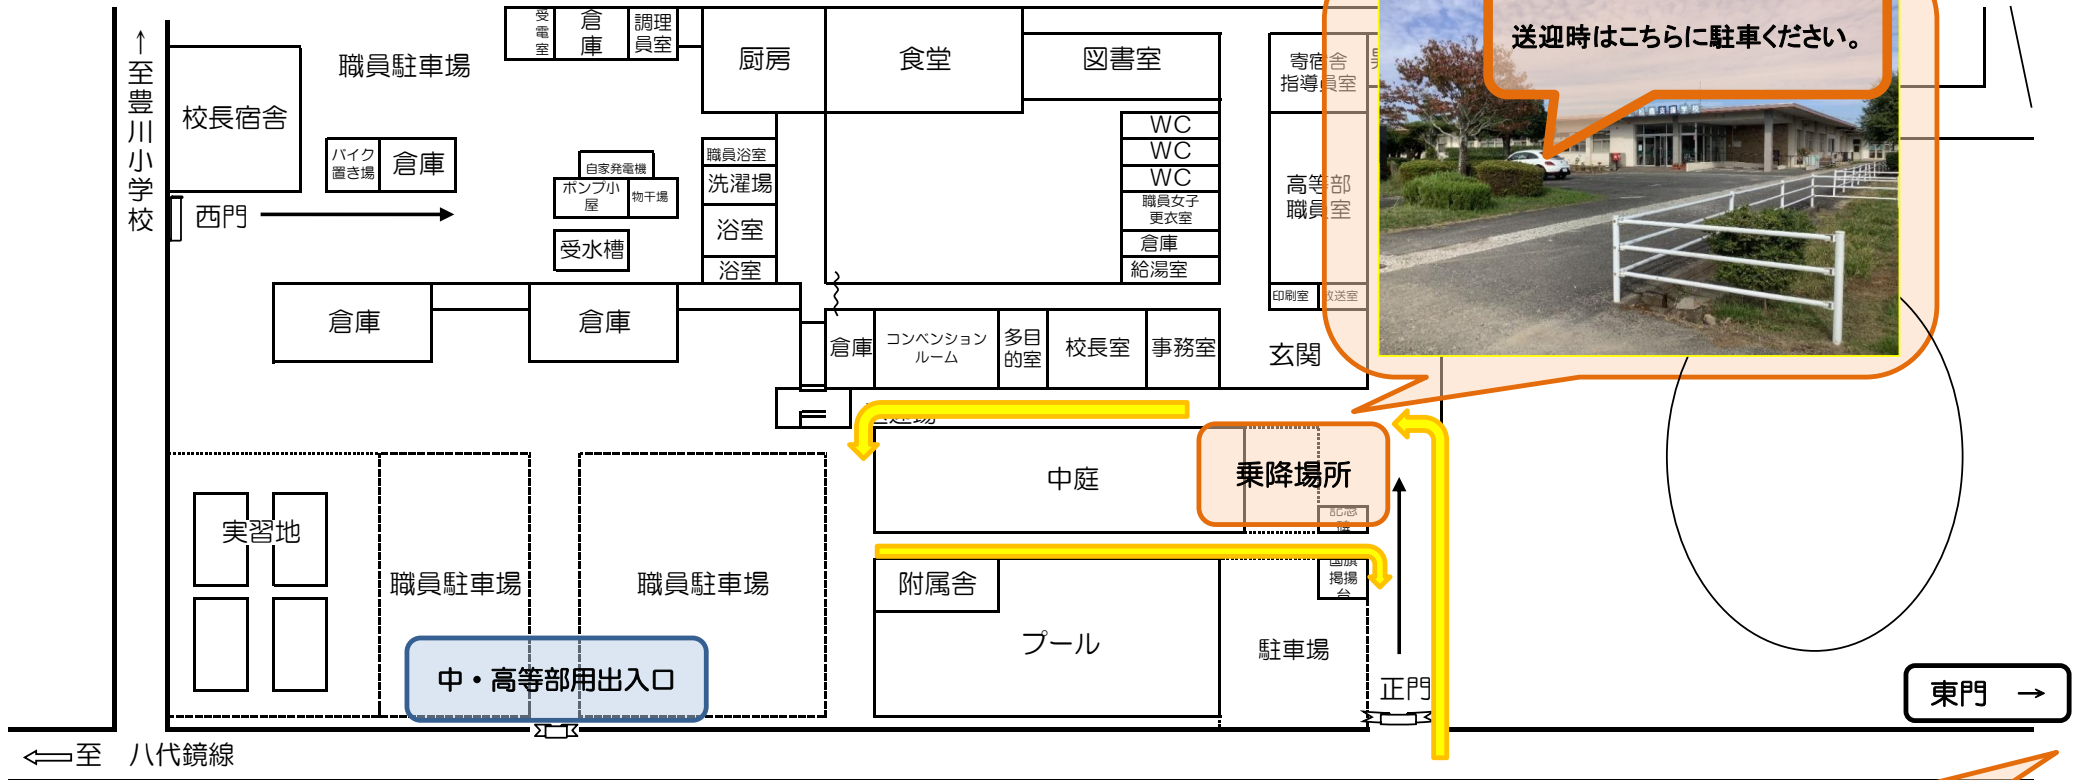 送迎時はこちらに駐車ください。
↑至豊川小学校
校長宿舎
職員駐車場
受電室
倉庫
調理員室
厨房
食堂
図書室
寄宿舎
指導員室
バイク
置き場
倉庫
自家発電機
ポンプ小屋
物干場
受水槽
職員浴室
洗濯場
浴室
浴室
WC
WC
WC
職員女子
更衣室
倉庫
給湯室
高等部
職員室
印刷室
放送室
西門
倉庫
倉庫
倉庫
コンベンション
ルーム
多目的室
校長室
事務室
玄関
中庭
乗降場所
記念
掲揚台
実習地
職員駐車場
職員駐車場
附属舎
プール
駐車場
正門
中・高等部用出入口
東門 →
⇐至 八代鏡線